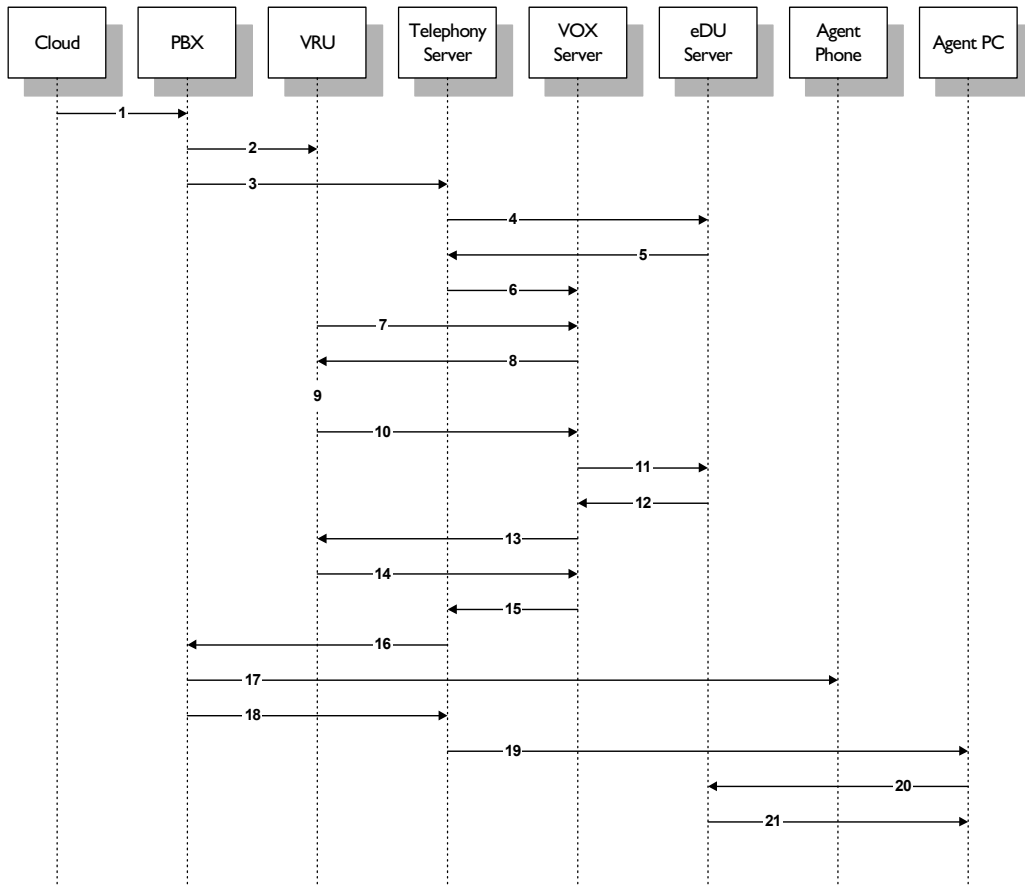 Cloud
PBX
VRU
Telephony
Server
VOX
Server
eDU
Server
Agent
Phone
Agent PC
1
2
3
4
5
6
7
8
9
10
11
12
13
14
15
16
17
18
19
20
21